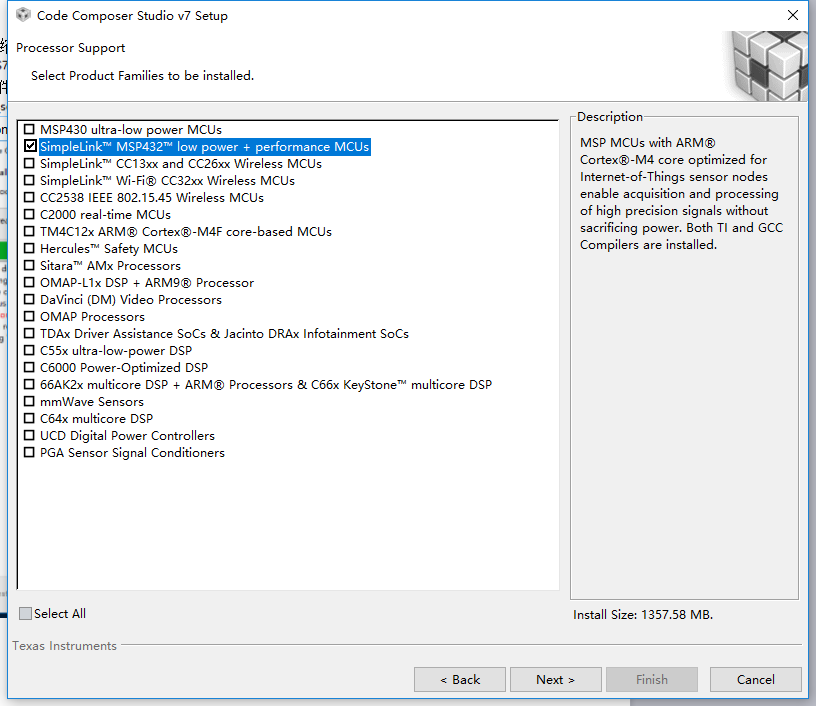 Code Composer Studio v7 Setup
Processor Support
Select Product Families to be installed.
MSP430 ultra-low power MCUs
SimpleLink™ MSP432™ low power + performance MCUs
SimpleLink™ CC13xx and CC26xx Wireless MCUs
SimpleLink™ Wi-Fi® CC32xx Wireless MCUs
CC2538 IEEE 802.15.45 Wireless MCUs
C2000 real-time MCUs
TM4C12x ARM® Cortex®-M4F core-based MCUs
Hercules™ Safety MCUs
Sitara™ AMx Processors
OMAP-L1x DSP + ARM9® Processor
DaVinci (DM) Video Processors
OMAP Processors
TDAx Driver Assistance SoCs & Jacinto DRAx Infotainment SoCs
C55x ultra-low-power DSP
C6000 Power-Optimized DSP
66AK2x multicore DSP + ARM® Processors & C66x KeyStone™ multicore DSP
mmWave Sensors
C64x multicore DSP
UCD Digital Power Controllers
PGA Sensor Signal Conditioners
Description
MSP MCUs with ARM®
Cortex®-M4 core optimized for
Internet-of-Things sensor nodes
enable acquisition and processing
of high precision signals without
sacrificing power. Both TI and GCC
Compilers are installed.
Select All
Install Size: 1357.58 MB.
Texas Instruments
< Back
Next >
Finish
Cancel